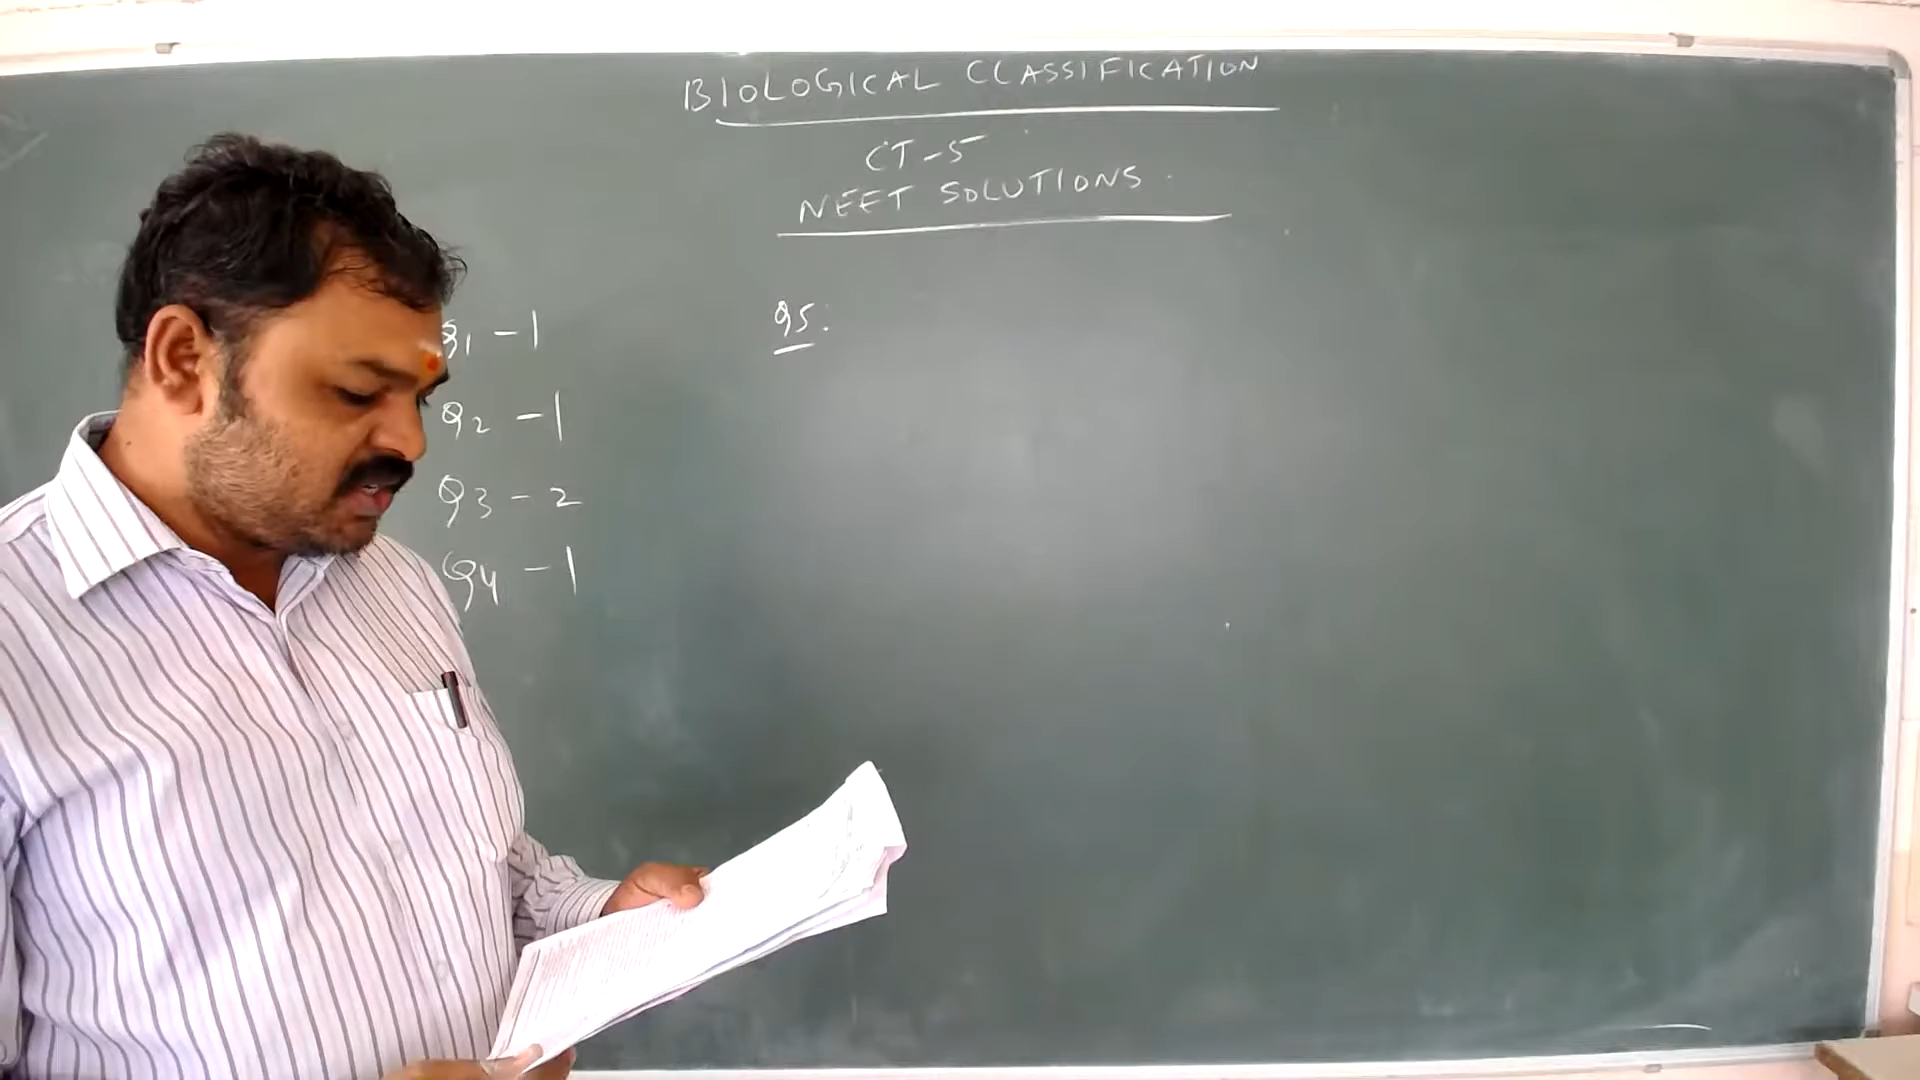 BIOLOGICAL CLASSIFICATION
CT-5
NEET SOLUTIONS.
Q1 - 1
Q2 - 1
Q3 - 2
Q4 - 1
Q5: